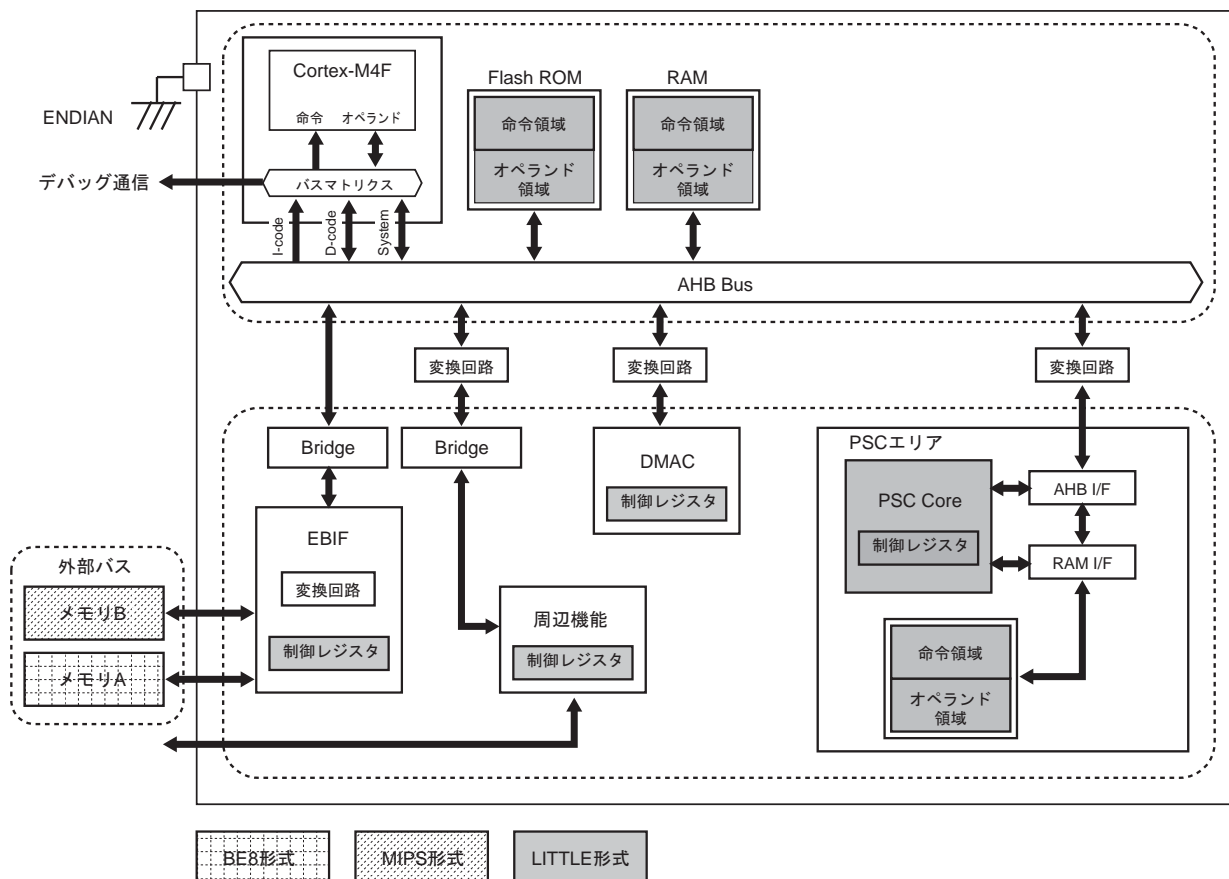 Cortex-M4F
命令 オペランド
バスマトリクス
I-code
D-code
System
ENDIAN
デバッグ通信
Flash ROM
命令領域
オペランド
領域
RAM
命令領域
オペランド
領域
AHB Bus
変換回路
変換回路
変換回路
Bridge
Bridge
DMAC
制御レジスタ
PSCエリア
PSC Core
制御レジスタ
AHB I/F
RAM I/F
命令領域
オペランド
領域
EBIF
変換回路
制御レジスタ
周辺機能
制御レジスタ
外部バス
メモリB
メモリA
BE8形式
MIPS形式
LITTLE形式